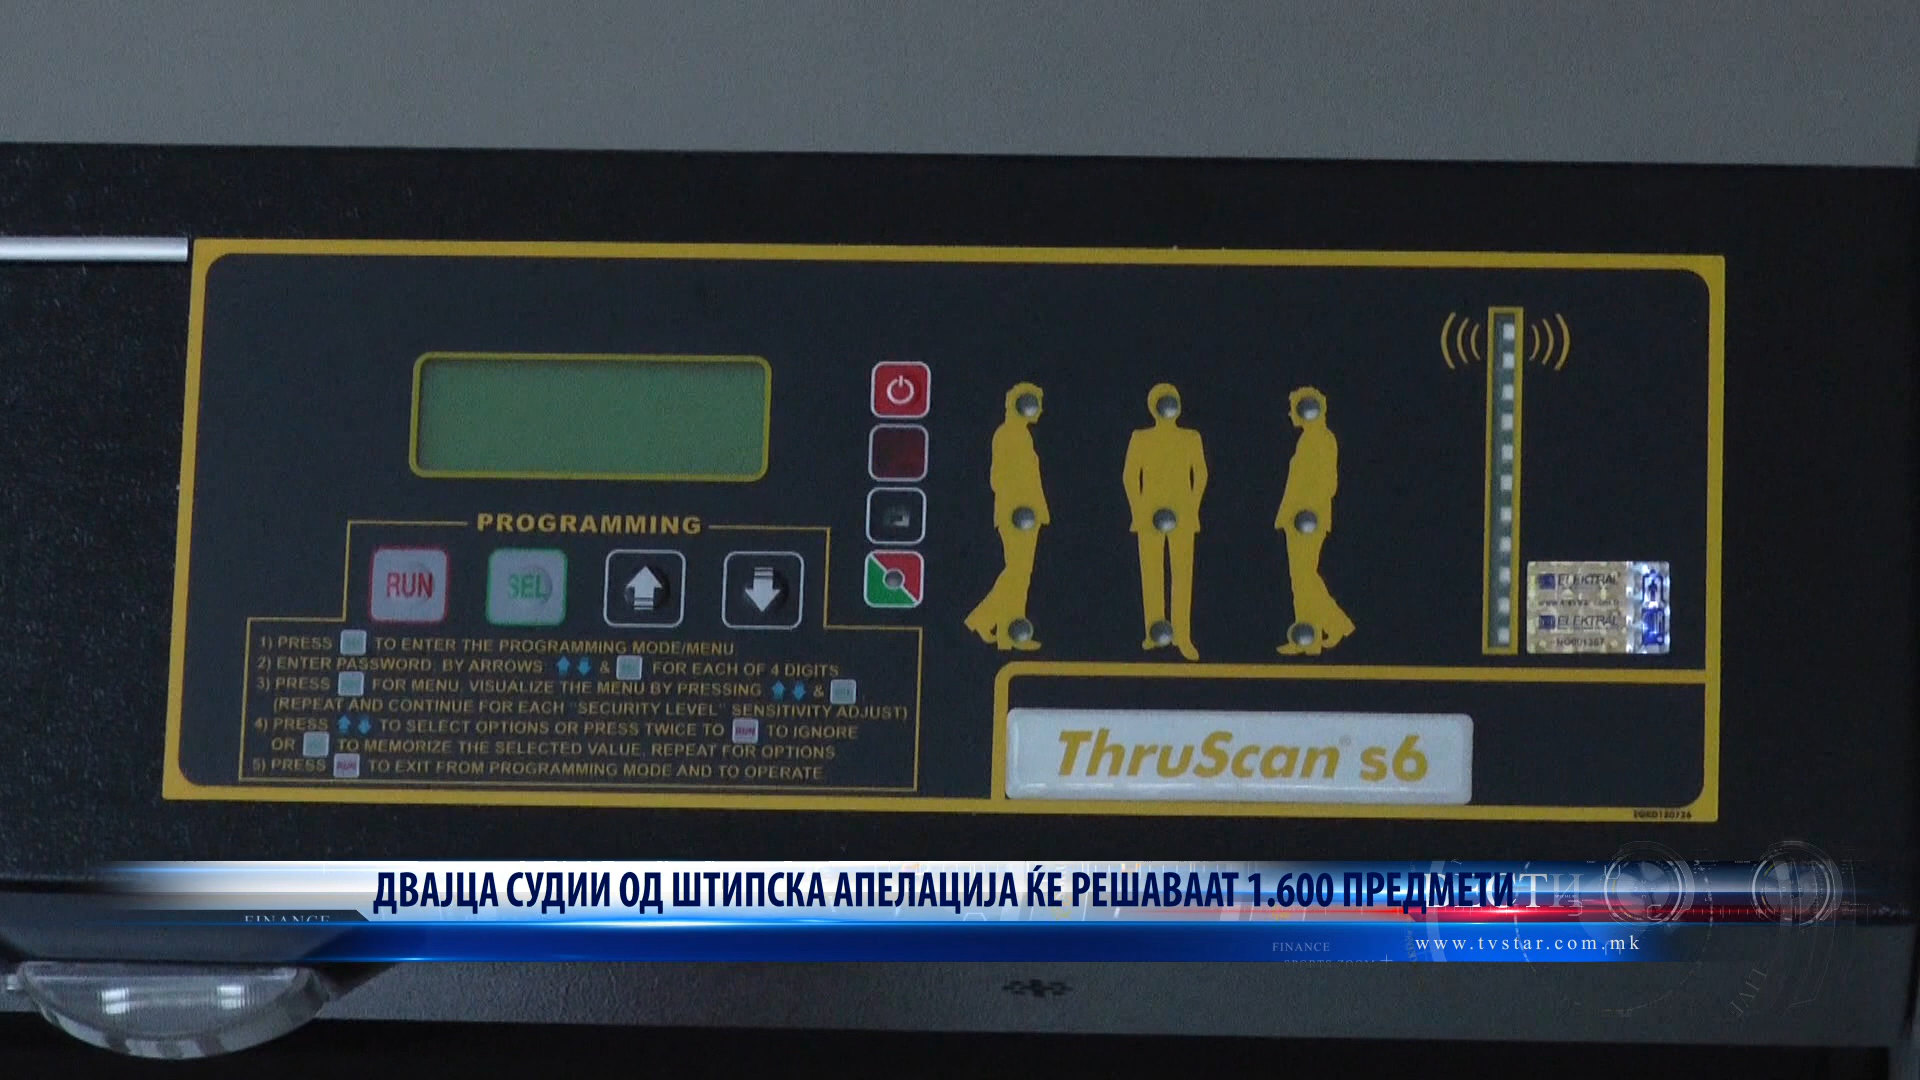 PROGRAMMING
RUN
SEL
1) PRESS TO ENTER THE PROGRAMMING MODE/MENU
2) ENTER PASSWORD, BY ARROWS & FOR EACH OF 4 DIGITS
3) PRESS FOR MENU, VISUALIZE THE MENU BY PRESSING &
(REPEAT AND CONTINUE FOR EACH "SECURITY LEVEL" SENSITIVITY ADJUST)
4) PRESS TO SELECT OPTIONS OR PRESS TWICE TO RUN TO IGNORE
OR TO MEMORIZE THE SELECTED VALUE, REPEAT FOR OPTIONS
5) PRESS RUN TO EXIT FROM PROGRAMMING MODE AND TO OPERATE
ELEKTRAL
ELEKTRAL
ThruScan® s6
ДВАЈЦА СУДИИ ОД ШТИПСКА АПЕЛАЦИЈА ЌЕ РЕШАВААТ 1.600 ПРЕДМЕТИ
FINANCE
FINANCE
www.tvstar.com.mk